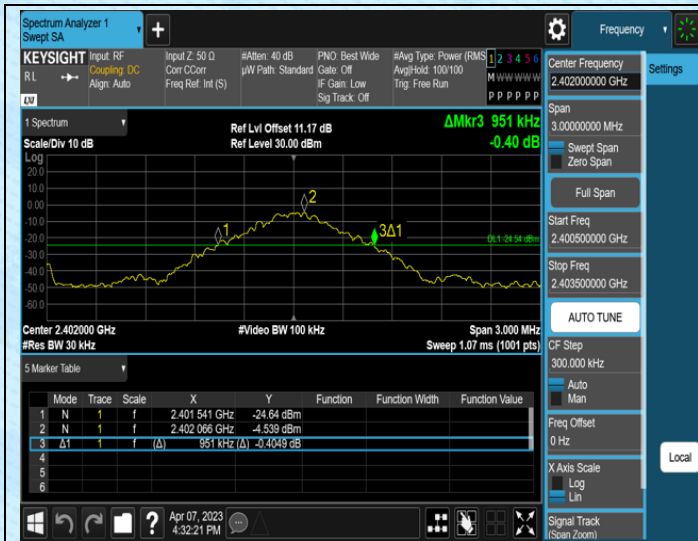 Spectrum Analyzer 1
Swept SA
Frequency
KEYSIGHT
R L
LXI
Input: RF
Coupling: DC
Align: Auto
Input Z: 50 Ω
Corr CCorr
Freq Ref: Int (S)
#Atten: 40 dB
µW Path: Standard
PNO: Best Wide
Gate: Off
IF Gain: Low
Sig Track: Off
#Avg Type: Power (RMS
Avg|Hold: 100/100
Trig: Free Run
1 2 3 4 5 6
M W W W W W
P P P P P P
1 Spectrum
Scale/Div 10 dB
Ref Lvl Offset 11.17 dB
Ref Level 30.00 dBm
ΔMkr3 951 kHz
-0.40 dB
Log
20.0
10.0
0.00
-10.0
-20.0
-30.0
-40.0
-50.0
-60.0
1
2
3Δ1
DL1 -24.54 dBm
Center 2.402000 GHz
#Res BW 30 kHz
#Video BW 100 kHz
Span 3.000 MHz
Sweep 1.07 ms (1001 pts)
5 Marker Table
Mode Trace Scale X Y Function Function Width Function Value
1 N 1 f 2.401 541 GHz -24.64 dBm
2 N 1 f 2.402 066 GHz -4.539 dBm
3 Δ1 1 f (Δ) 951 kHz (Δ) -0.4049 dB
4
5
6
Apr 07, 2023
4:32:21 PM
Center Frequency
2.402000000 GHz
Span
3.00000000 MHz
Swept Span
Zero Span
Full Span
Start Freq
2.400500000 GHz
Stop Freq
2.403500000 GHz
AUTO TUNE
CF Step
300.000 kHz
Auto
Man
Freq Offset
0 Hz
X Axis Scale
Log
Lin
Signal Track
(Span Zoom)
Settings
Local